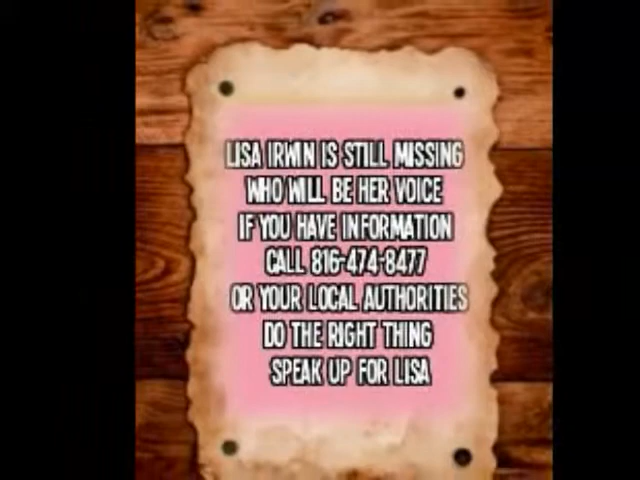 LISA IRWIN IS STILL MISSING
WHO WILL BE HER VOICE
IF YOU HAVE INFORMATION
CALL 816-474-8477
OR YOUR LOCAL AUTHORITIES
DO THE RIGHT THING
SPEAK UP FOR LISA